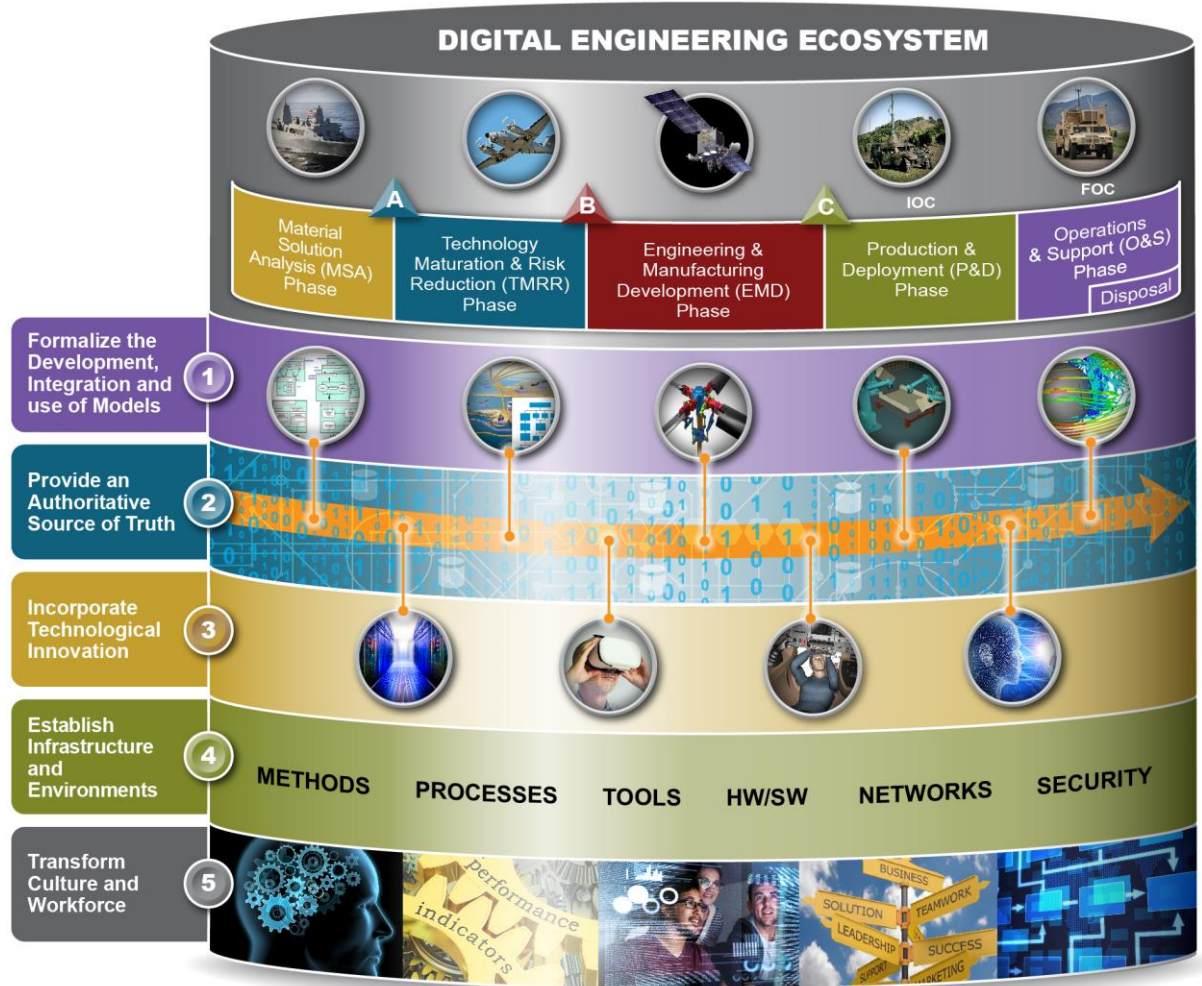 DIGITAL ENGINEERING ECOSYSTEM
A
B
C
IOC
FOC
Material
Solution
Analysis (MSA)
Phase
Technology
Maturation & Risk
Reduction (TMRR)
Phase
Engineering &
Manufacturing
Development (EMD)
Phase
Production &
Deployment (P&D)
Phase
Operations
& Support (O&S)
Phase
Disposal
Formalize the
Development,
Integration and
use of Models
1
Provide an
Authoritative
Source of Truth
2
Incorporate
Technological
Innovation
3
Establish
Infrastructure
and
Environments
4
METHODS
PROCESSES
TOOLS
HW/SW
NETWORKS
SECURITY
Transform
Culture and
Workforce
5
performance
indicators
BUSINESS
SOLUTION
TEAMWORK
LEADERSHIP
SUCCESS
SUPPORT
MARKETING